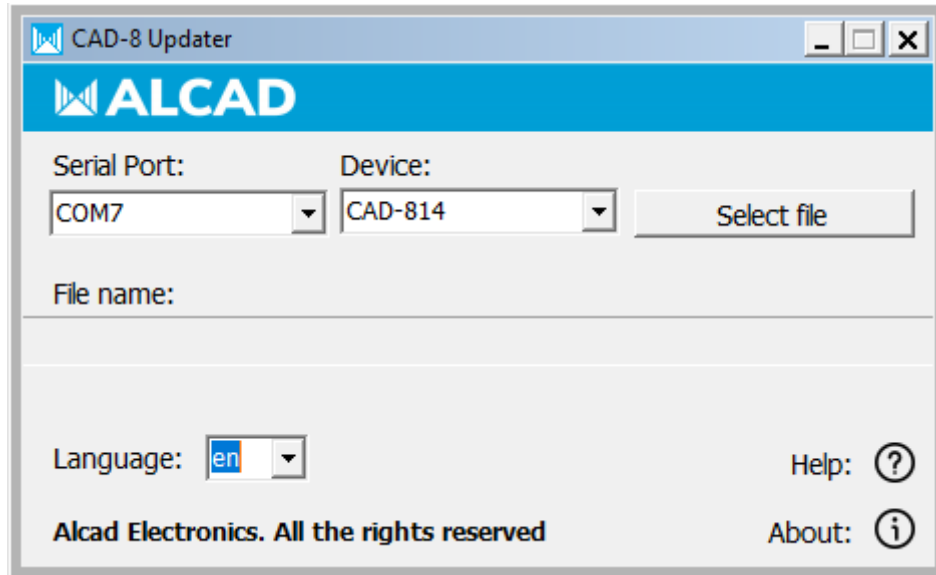 CAD-8 Updater
ALCAD
Serial Port: Device:
COM7 CAD-814 Select file
File name:
Language: en Help: ?
Alcad Electronics. All the rights reserved About: i